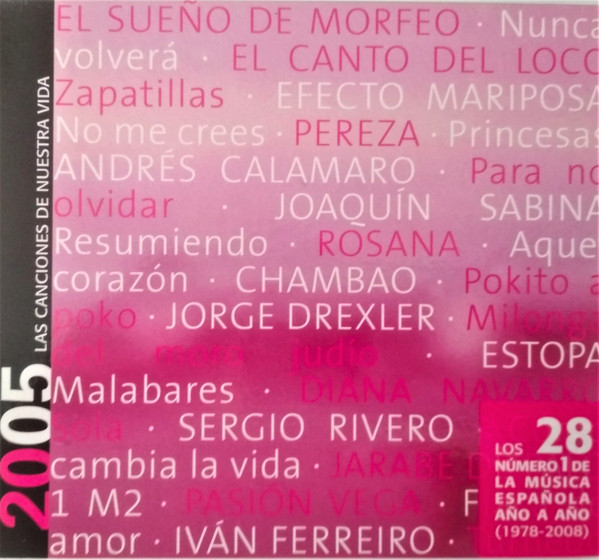 EL SUEÑO DE MORFEO · Nunca
volverá · EL CANTO DEL LOCO
Zapatillas · EFECTO MARIPOSA
No me crees · PEREZA · Princesas
ANDRÉS CALAMARO · Para no
olvidar · JOAQUÍN SABINA
Resumiendo · ROSANA · Aquel
corazón · CHAMBAO · Pokito a
poko · JORGE DREXLER · Milonga
del moro judío · ESTOPA
Malabares · DIANA NAVARRO
Sola · SERGIO RIVERO ·
cambia la vida · JARABE D
1 M2 · PASIÓN VEGA · F
amor · IVÁN FERREIRO ·
2005 LAS CANCIONES DE NUESTRA VIDA
LOS 28
NÚMERO 1 DE
LA MÚSICA
ESPAÑOLA
AÑO A AÑO
(1978-2008)